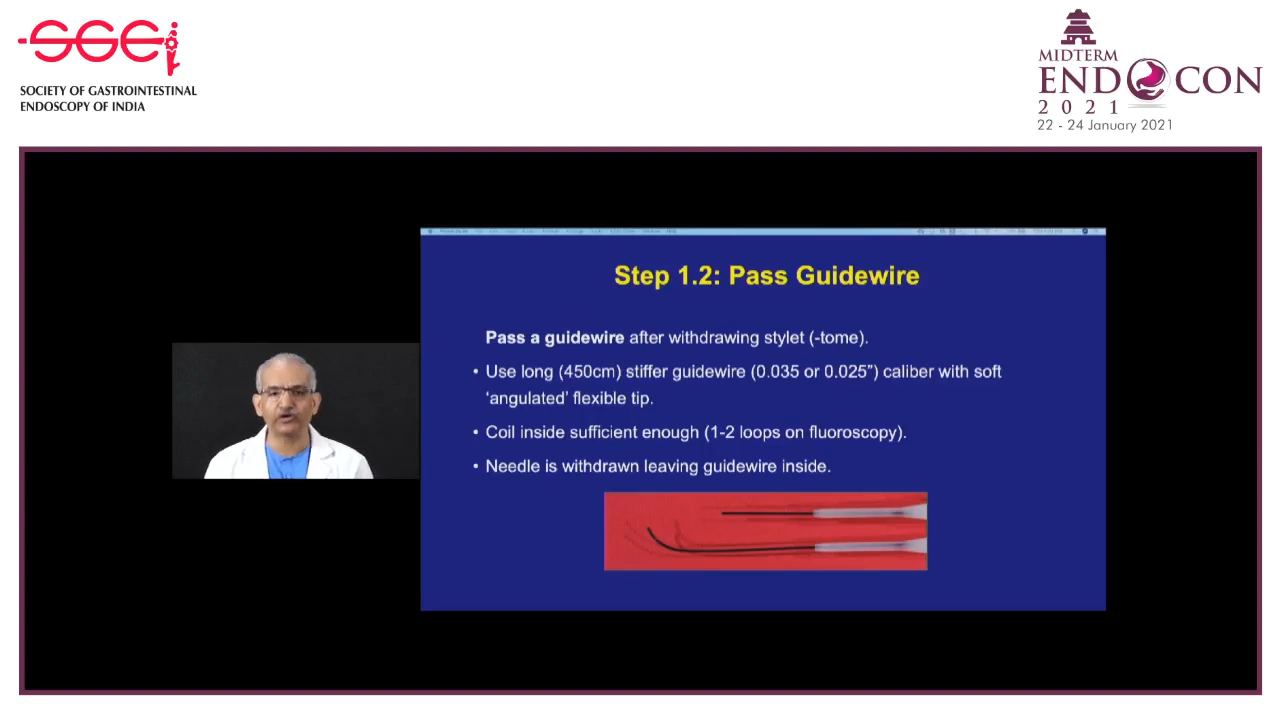 SGEi
SOCIETY OF GASTROINTESTINAL
ENDOSCOPY OF INDIA
MIDTERM
ENDOCON
2021
22 - 24 January 2021
Step 1.2: Pass Guidewire
Pass a guidewire after withdrawing stylet (-tome).
• Use long (450cm) stiffer guidewire (0.035 or 0.025”) caliber with soft
‘angulated’ flexible tip.
• Coil inside sufficient enough (1-2 loops on fluoroscopy).
• Needle is withdrawn leaving guidewire inside.